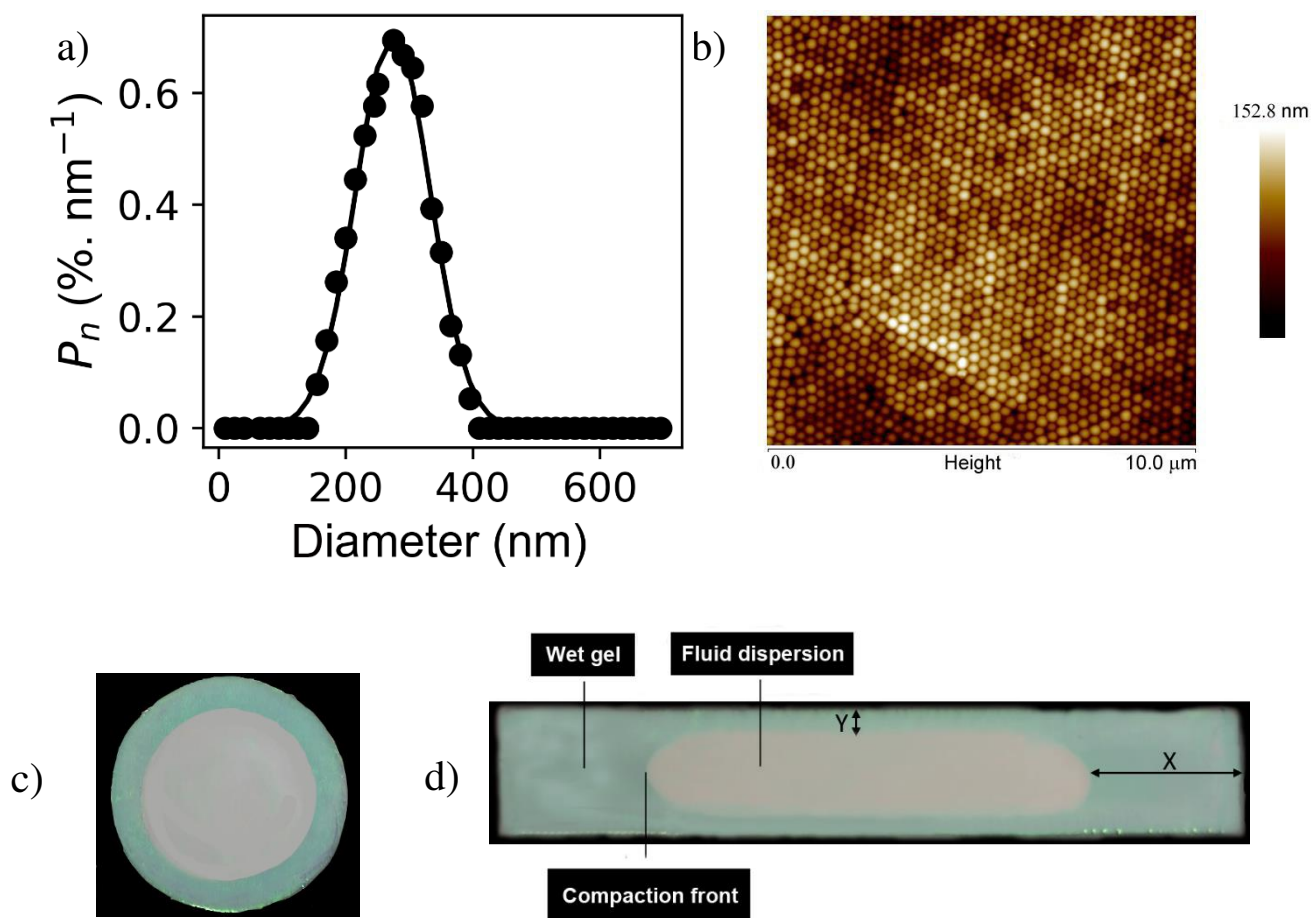 a)
P_n (%. nm⁻¹)
0.6
0.4
0.2
0.0
0 200 400 600
Diameter (nm)
b)
152.8 nm
0.0 Height 10.0 μm
c)
d)
Wet gel Fluid dispersion
Y
X
Compaction front